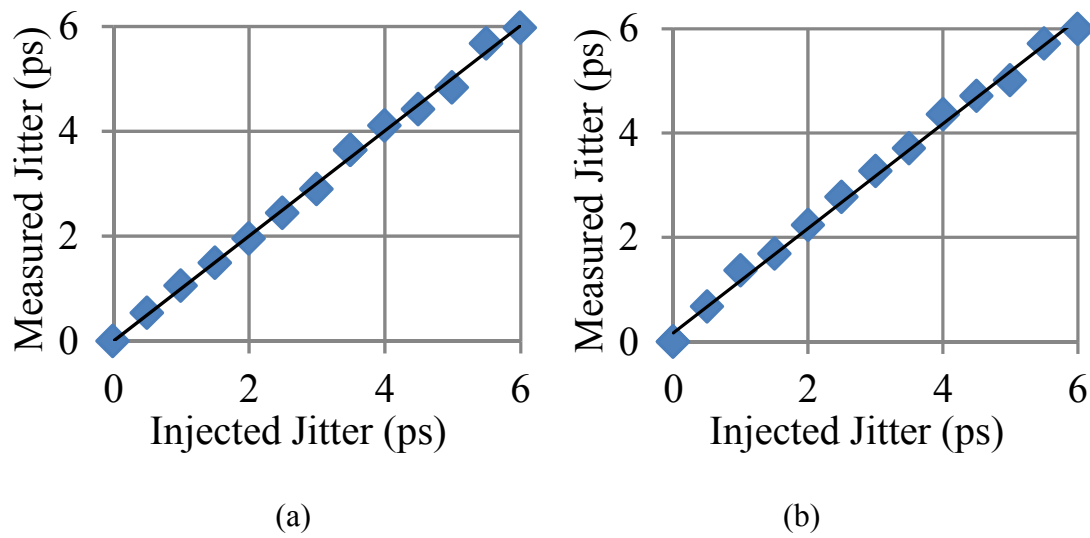 Measured Jitter (ps)
6
4
2
0
0 2 4 6
Injected Jitter (ps)
(a)
Measured Jitter (ps)
6
4
2
0
0 2 4 6
Injected Jitter (ps)
(b)